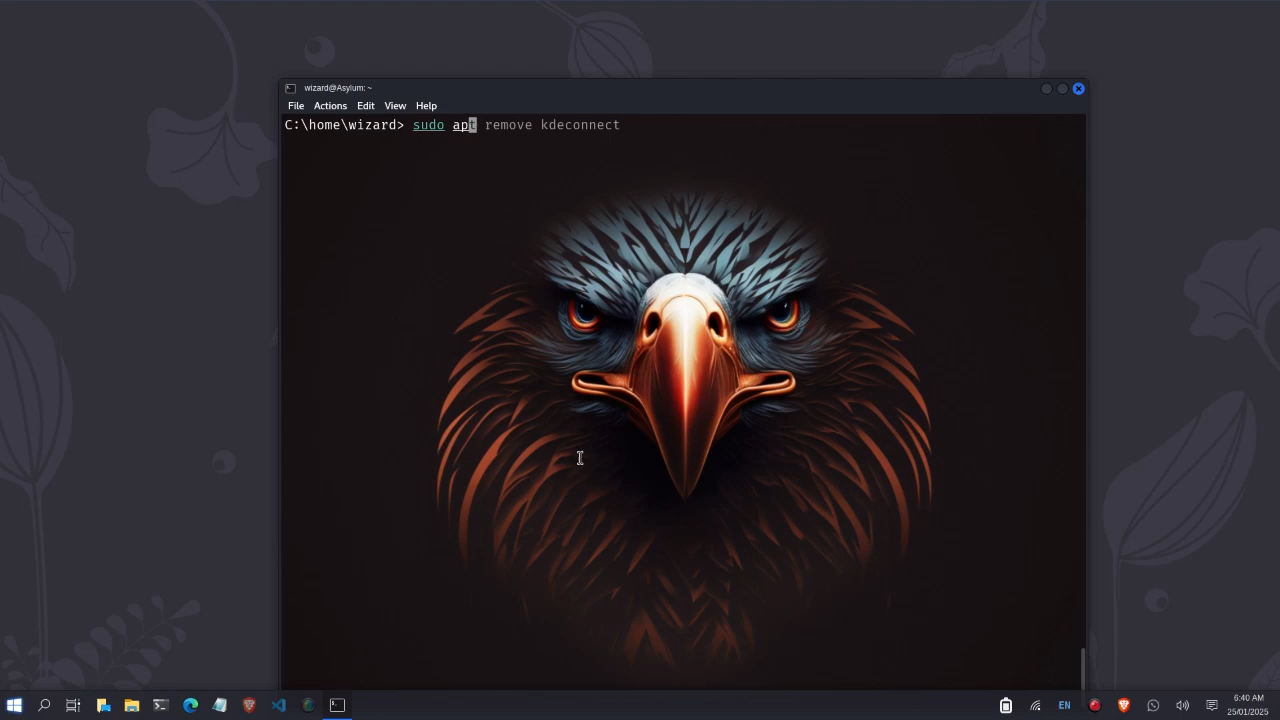 wizard@Asylum: ~
File Actions Edit View Help
C:\home\wizard> sudo apt remove kdeconnect
EN
6:40 AM
25/01/2025